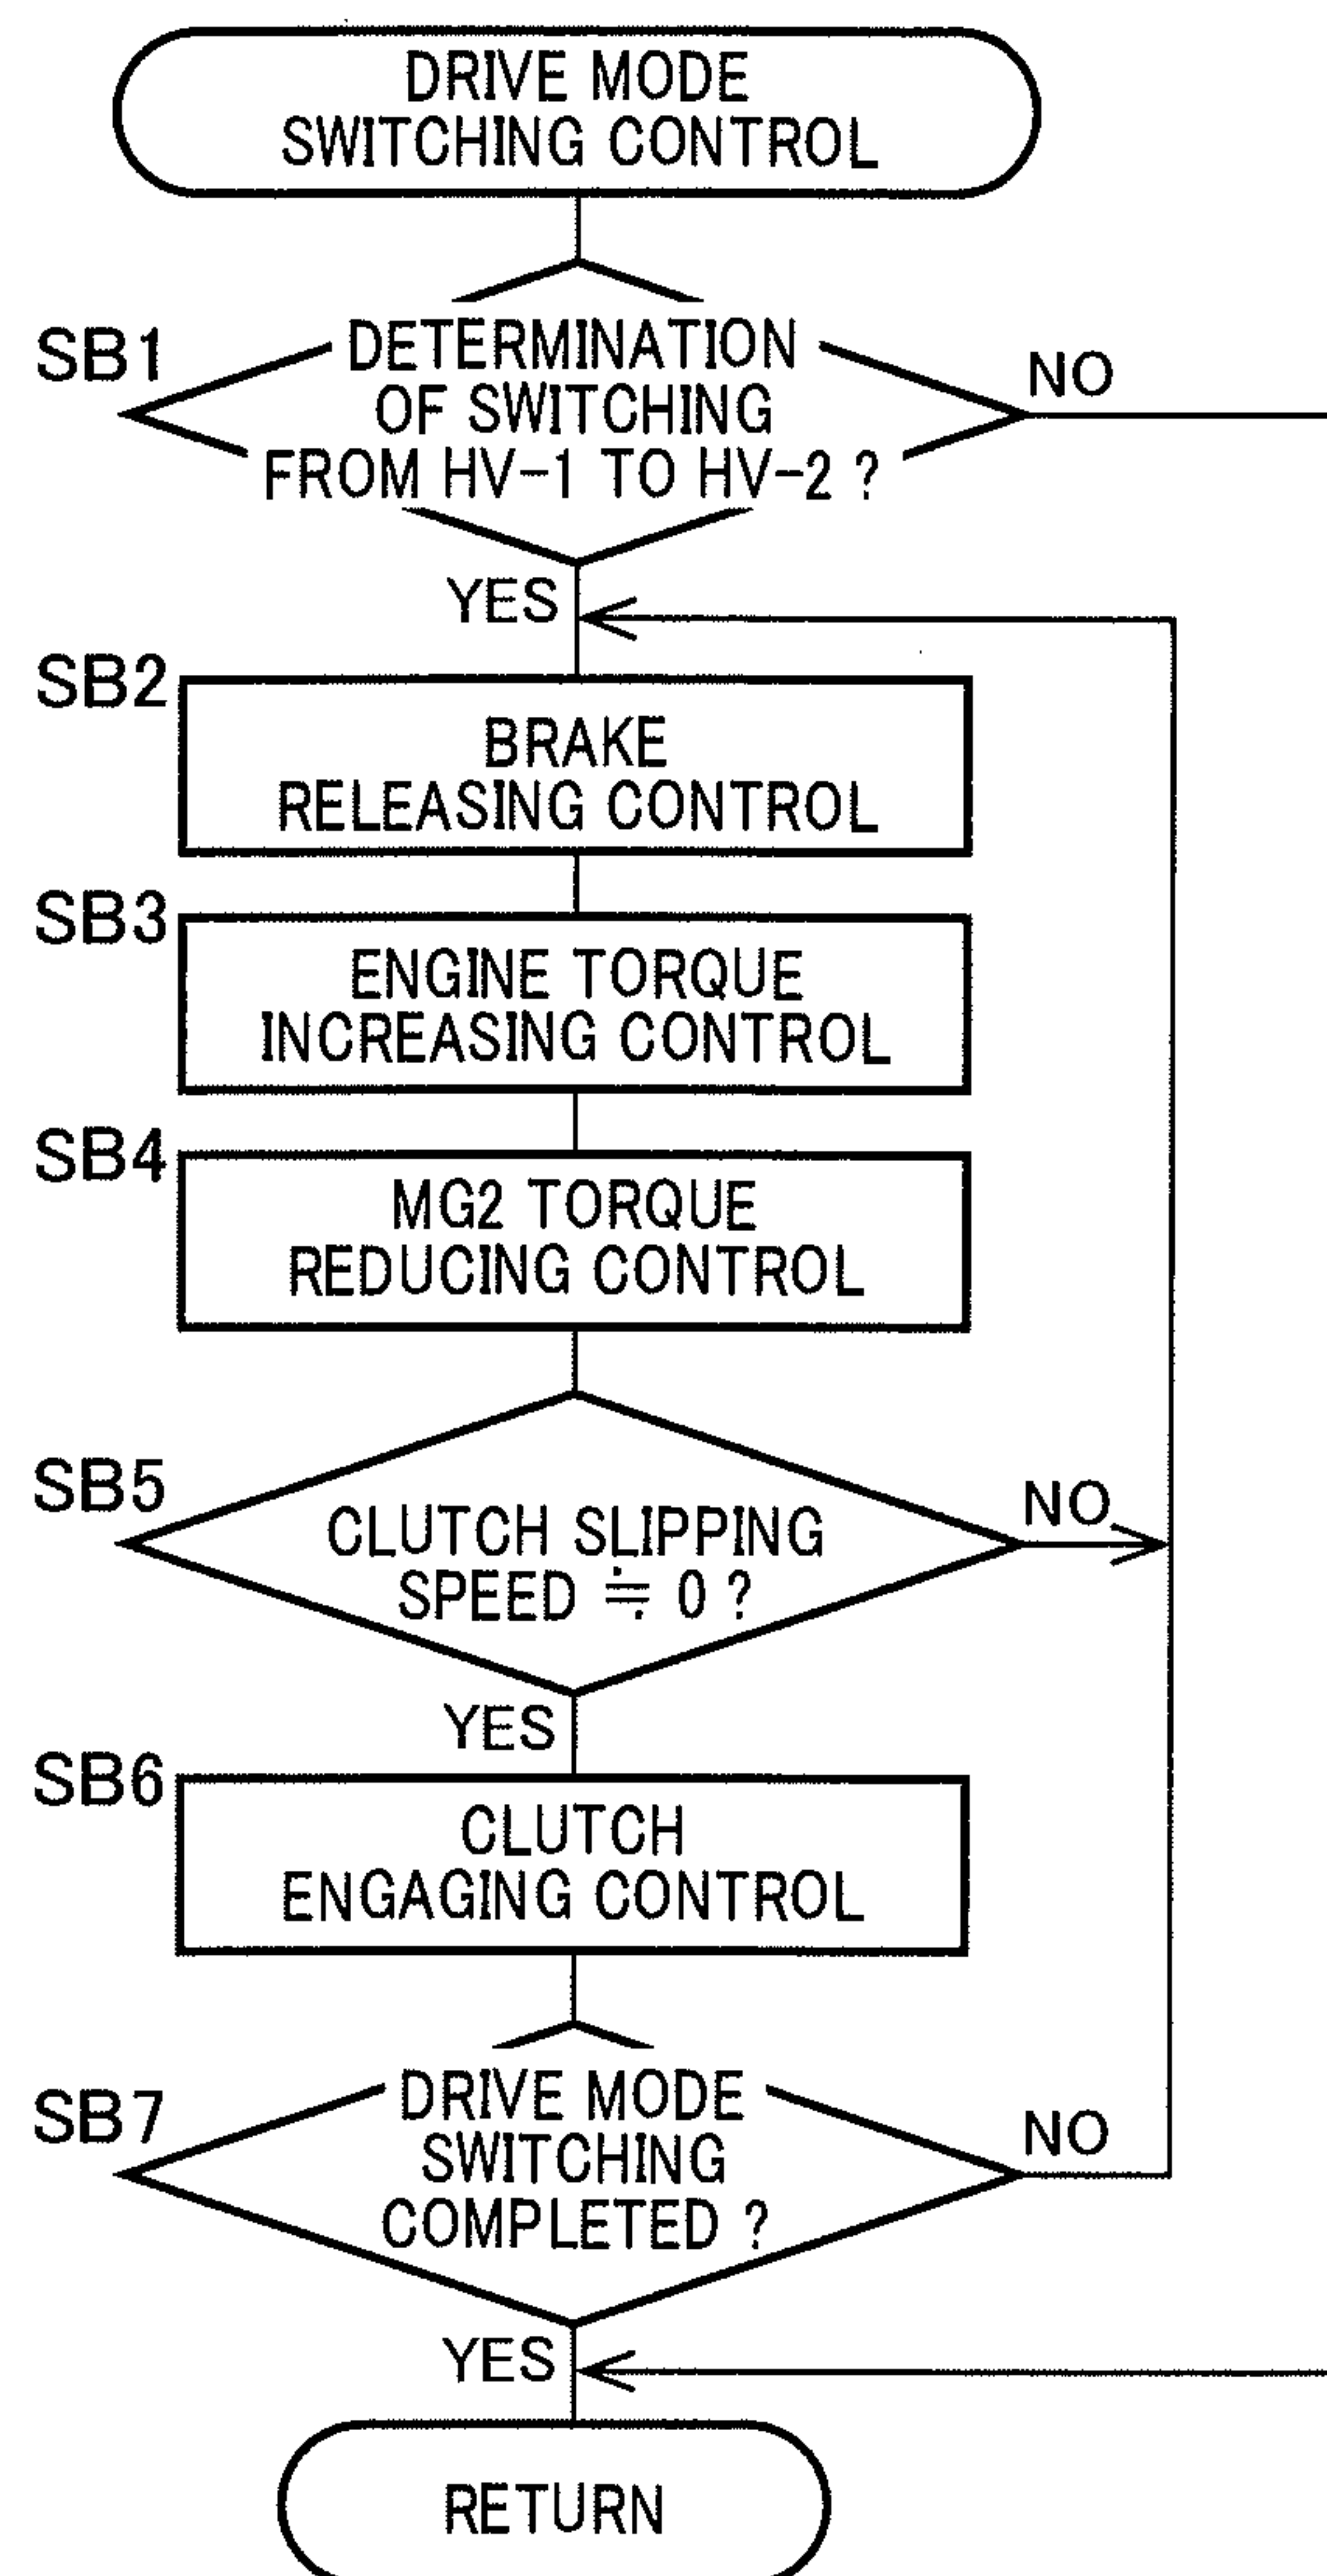 DRIVE MODE
SWITCHING CONTROL
SB1
DETERMINATION
OF SWITCHING
FROM HV-1 TO HV-2 ?
NO
YES
SB2
BRAKE
RELEASING CONTROL
SB3
ENGINE TORQUE
INCREASING CONTROL
SB4
MG2 TORQUE
REDUCING CONTROL
SB5
CLUTCH SLIPPING
SPEED ≒ 0 ?
NO
YES
SB6
CLUTCH
ENGAGING CONTROL
SB7
DRIVE MODE
SWITCHING
COMPLETED ?
NO
YES
RETURN